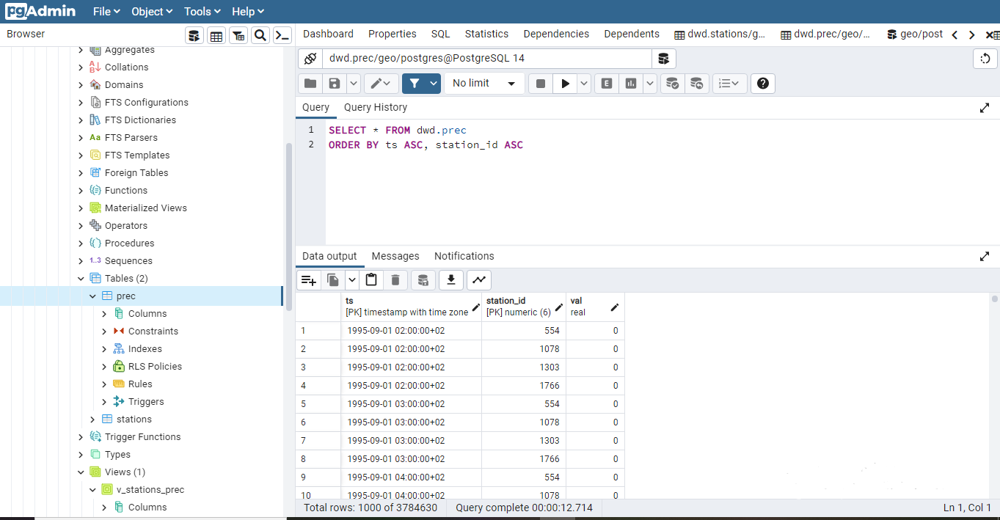 pgAdmin File Object Tools Help
Browser
Dashboard Properties SQL Statistics Dependencies Dependents dwd.stations/g... dwd.prec/geo/... geo/post
Aggregates
Collations
Domains
FTS Configurations
FTS Dictionaries
Aa FTS Parsers
FTS Templates
Foreign Tables
Functions
Materialized Views
Operators
Procedures
1..3 Sequences
Tables (2)
prec
Columns
Constraints
Indexes
RLS Policies
Rules
Triggers
stations
Trigger Functions
Types
Views (1)
v_stations_prec
Columns
dwd.prec/geo/postgres@PostgreSQL 14
No limit
E
Query Query History
1 SELECT * FROM dwd.prec
2 ORDER BY ts ASC, station_id ASC
Data output Messages Notifications
ts station_id val
[PK] timestamp with time zone [PK] numeric (6) real
1 1995-09-01 02:00:00+02 554 0
2 1995-09-01 02:00:00+02 1078 0
3 1995-09-01 02:00:00+02 1303 0
4 1995-09-01 02:00:00+02 1766 0
5 1995-09-01 03:00:00+02 554 0
6 1995-09-01 03:00:00+02 1078 0
7 1995-09-01 03:00:00+02 1303 0
8 1995-09-01 03:00:00+02 1766 0
9 1995-09-01 04:00:00+02 554 0
10 1995-09-01 04:00:00+02 1078 0
Total rows: 1000 of 3784630 Query complete 00:00:12.714 Ln 1, Col 1